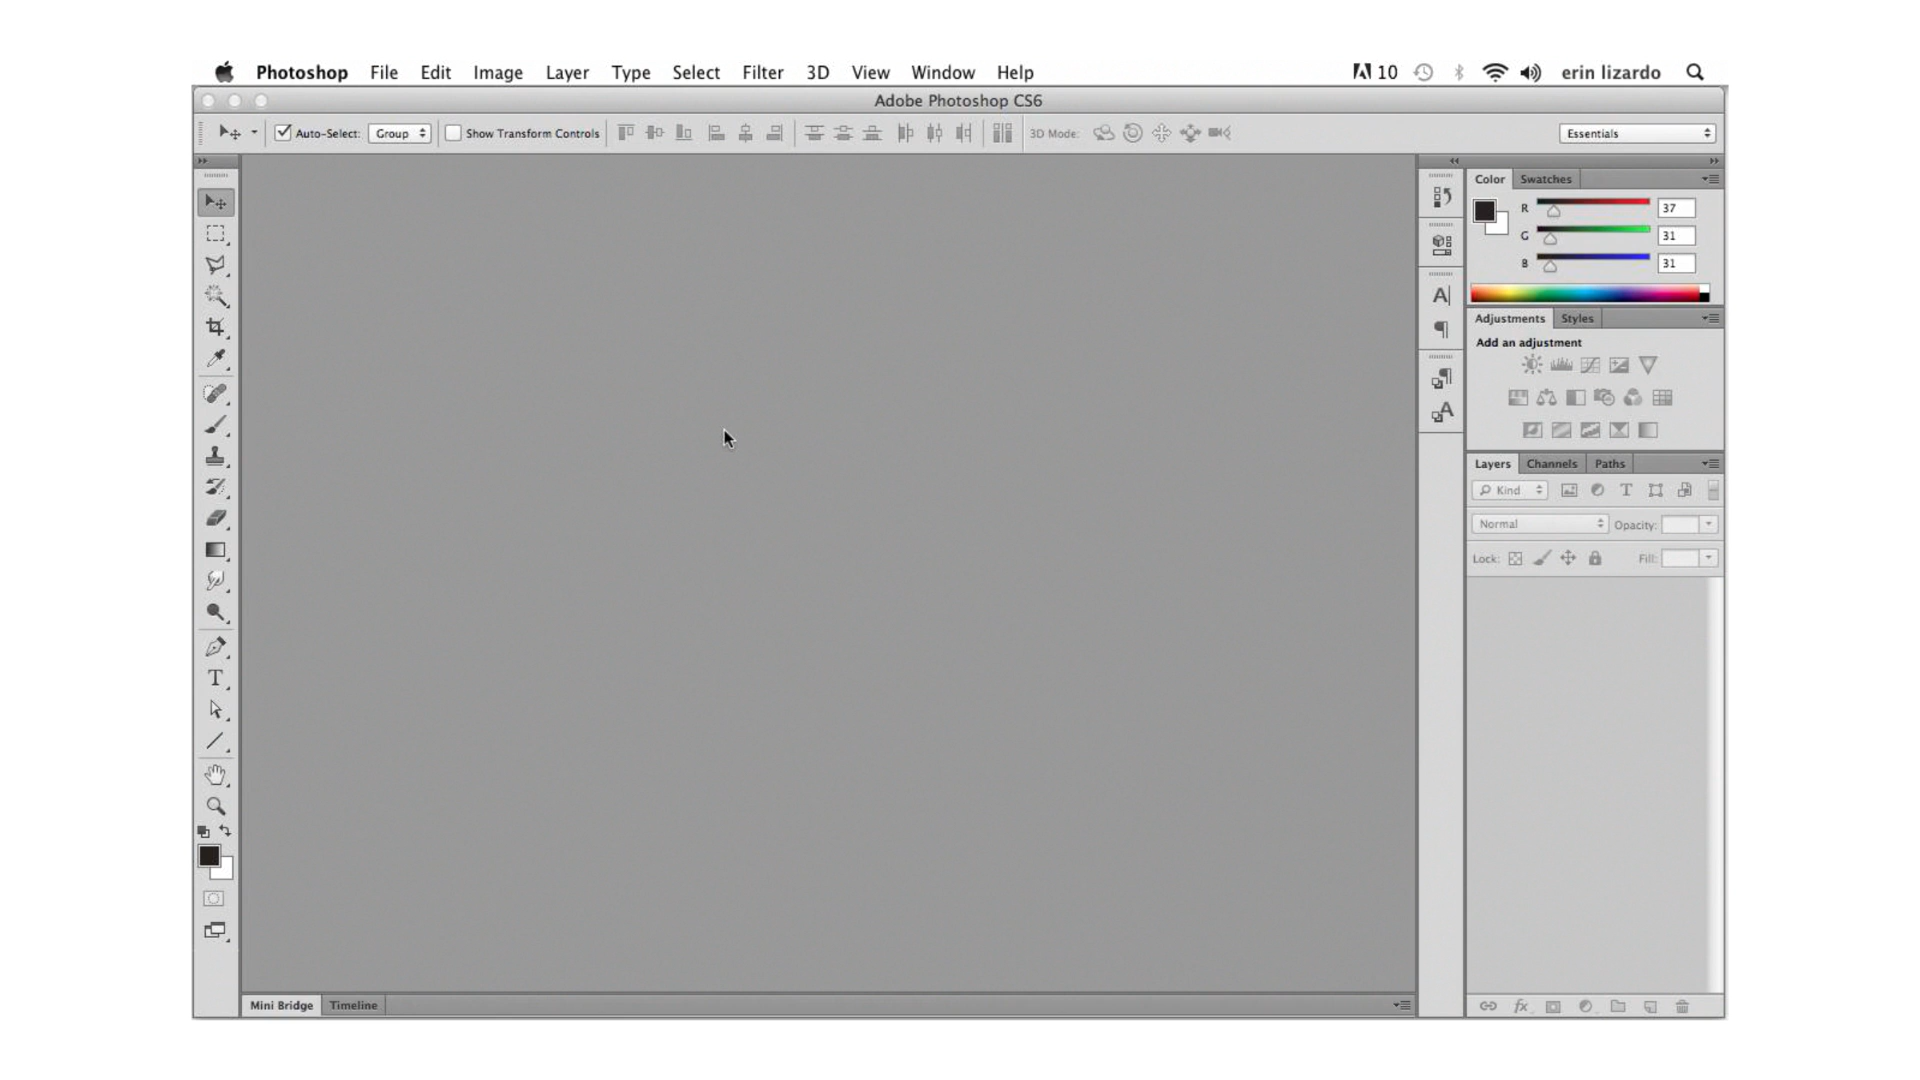 Photoshop File Edit Image Layer Type Select Filter 3D View Window Help 10 erin lizardo
Adobe Photoshop CS6
Auto-Select: Group Show Transform Controls 3D Mode: Essentials
Color Swatches
R 37
G 31
B 31
Adjustments Styles
Add an adjustment
Layers Channels Paths
Kind
Normal Opacity:
Lock: Fill:
Mini Bridge Timeline